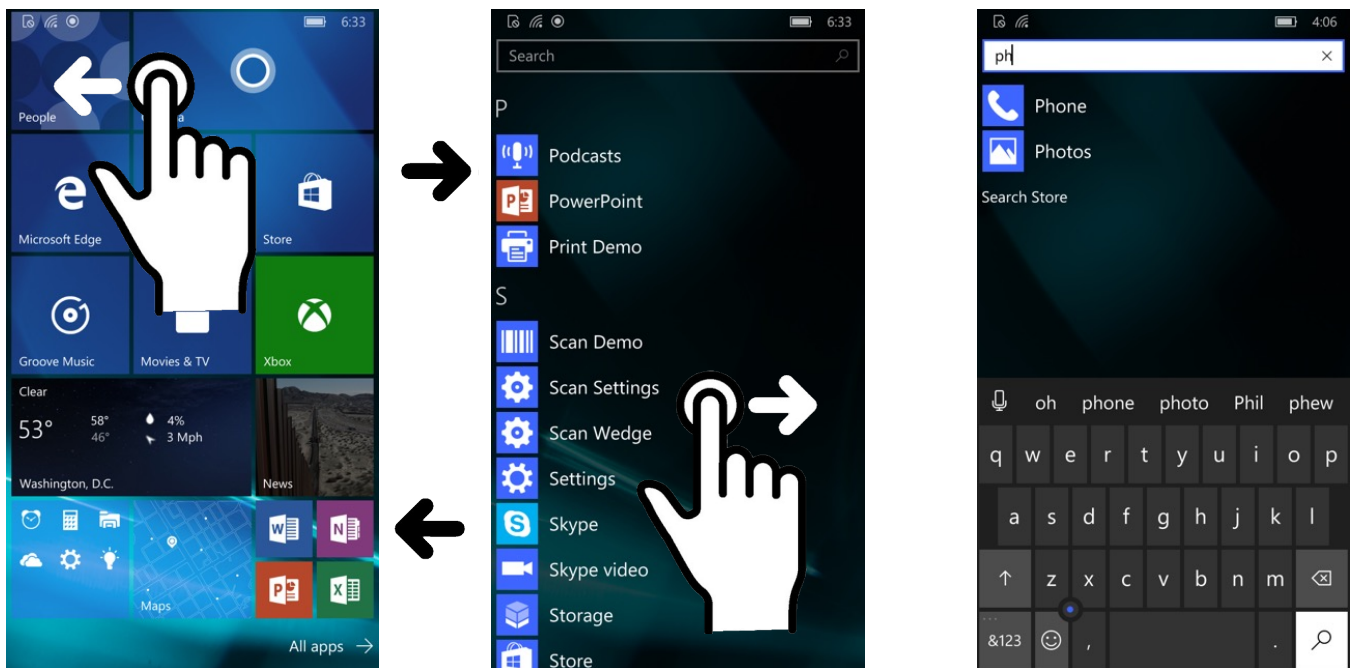 6:33
People
Microsoft Edge
Store
Groove Music
Movies & TV
Xbox
Clear
53°
58°
46°
4%
3 Mph
Washington, D.C.
News
Maps
All apps
6:33
Search
P
Podcasts
PowerPoint
Print Demo
S
Scan Demo
Scan Settings
Scan Wedge
Settings
Skype
Skype video
Storage
Store
4:06
ph
Phone
Photos
Search Store
oh phone photo Phil phew
q w e r t y u i o p
a s d f g h j k l
z x c v b n m
&123 , .